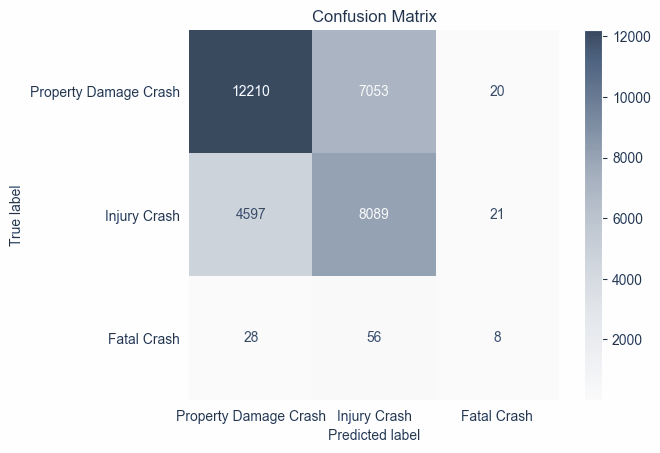 Confusion Matrix
Property Damage Crash 12210 7053 20
Injury Crash 4597 8089 21
Fatal Crash 28 56 8
Property Damage Crash Injury Crash Fatal Crash
Predicted label
True label
12000
10000
8000
6000
4000
2000